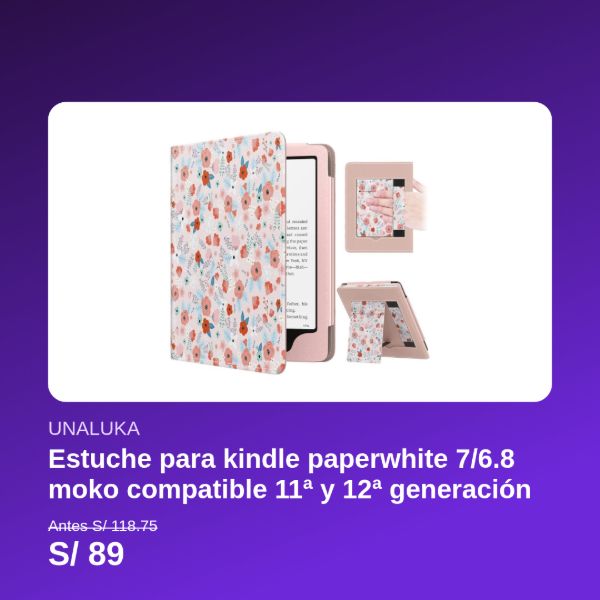 UNALUKA
Estuche para kindle paperwhite 7/6.8
moko compatible 11ª y 12ª generación
Antes S/ 118.75
S/ 89